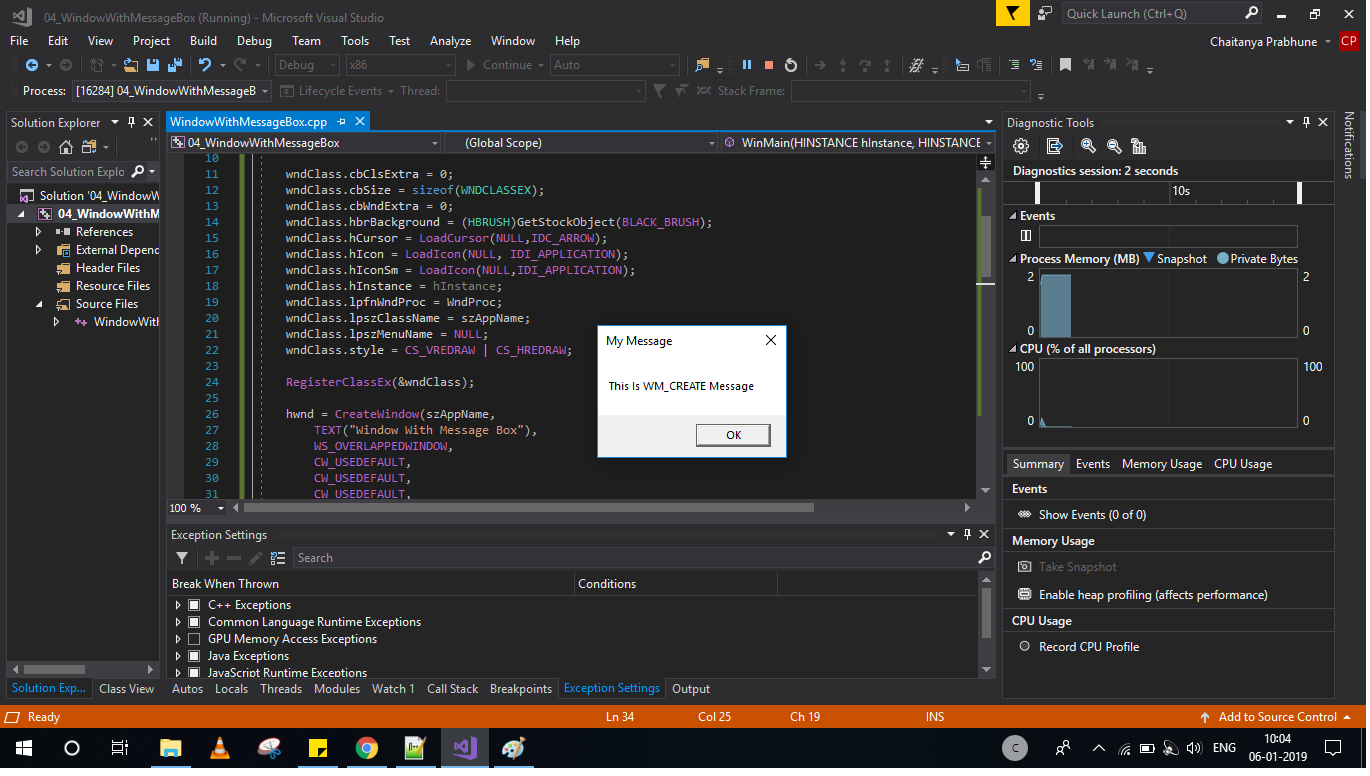 04_WindowWithMessageBox (Running) - Microsoft Visual Studio
Quick Launch (Ctrl+Q)
File Edit View Project Build Debug Team Tools Test Analyze Window Help
Chaitanya Prabhune CP
Debug x86 Continue Auto
Process: [16284] 04_WindowWithMessageB Lifecycle Events Thread: Stack Frame:
Solution Explorer
Search Solution Explo
Solution '04_WindowW
04_WindowWithM
References
External Depend
Header Files
Resource Files
Source Files
WindowWith
WindowWithMessageBox.cpp
04_WindowWithMessageBox (Global Scope) WinMain(HINSTANCE hInstance, HINSTANCE
10
11 wndClass.cbClsExtra = 0;
12 wndClass.cbSize = sizeof(WNDCLASSEX);
13 wndClass.cbWndExtra = 0;
14 wndClass.hbrBackground = (HBRUSH)GetStockObject(BLACK_BRUSH);
15 wndClass.hCursor = LoadCursor(NULL,IDC_ARROW);
16 wndClass.hIcon = LoadIcon(NULL, IDI_APPLICATION);
17 wndClass.hIconSm = LoadIcon(NULL,IDI_APPLICATION);
18 wndClass.hInstance = hInstance;
19 wndClass.lpfnWndProc = WndProc;
20 wndClass.lpszClassName = szAppName;
21 wndClass.lpszMenuName = NULL;
22 wndClass.style = CS_VREDRAW | CS_HREDRAW;
23
24 RegisterClassEx(&wndClass);
25
26 hwnd = CreateWindow(szAppName,
27 TEXT("Window With Message Box"),
28 WS_OVERLAPPEDWINDOW,
29 CW_USEDEFAULT,
30 CW_USEDEFAULT,
31 CW_USEDEFAULT,
100 %
My Message
This Is WM_CREATE Message
OK
Exception Settings
Search
Break When Thrown Conditions
C++ Exceptions
Common Language Runtime Exceptions
GPU Memory Access Exceptions
Java Exceptions
JavaScript Runtime Exceptions
Solution Exp... Class View
Autos Locals Threads Modules Watch 1 Call Stack Breakpoints Exception Settings Output
Diagnostic Tools
Diagnostics session: 2 seconds
10s
Events
Process Memory (MB) Snapshot Private Bytes
2 2
0 0
CPU (% of all processors)
100 100
0 0
Summary Events Memory Usage CPU Usage
Events
Show Events (0 of 0)
Memory Usage
Take Snapshot
Enable heap profiling (affects performance)
CPU Usage
Record CPU Profile
Notifications
Ready Ln 34 Col 25 Ch 19 INS Add to Source Control
C ENG 10:04
06-01-2019